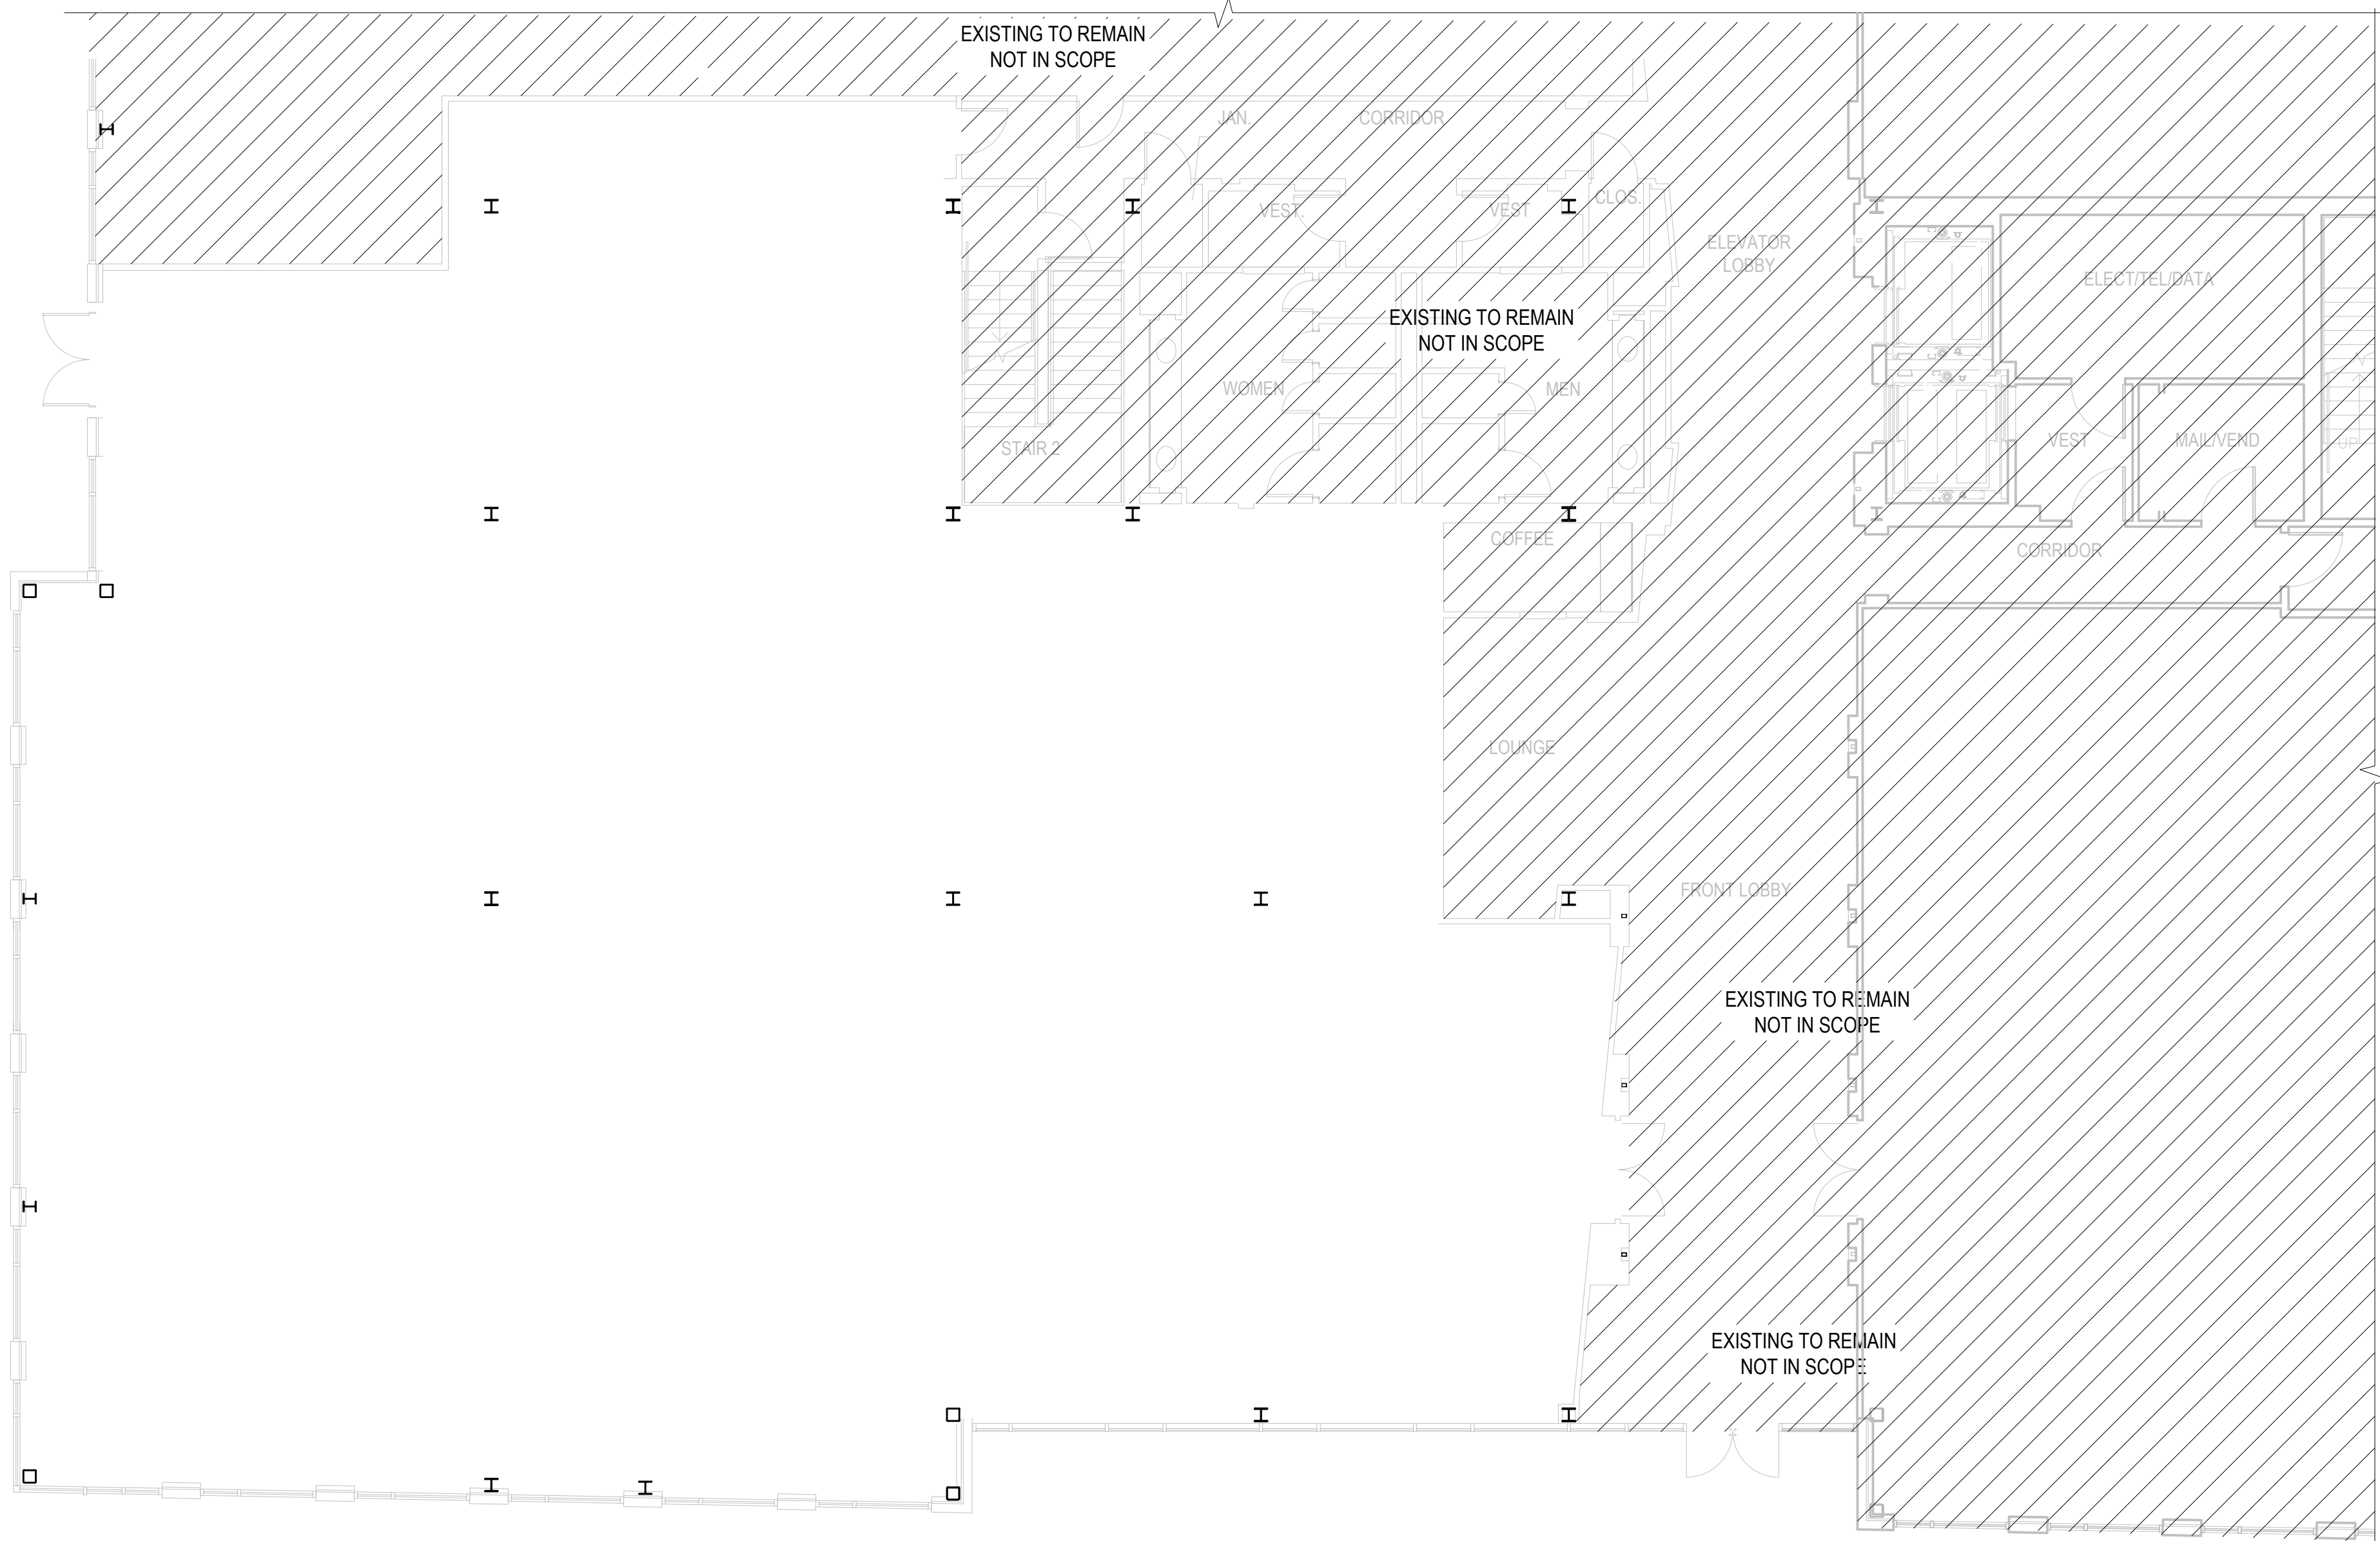 EXISTING TO REMAIN
NOT IN SCOPE
JAN.
CORRIDOR
VEST.
VEST
CLOS.
ELEVATOR
LOBBY
ELECT/TEL/DATA
EXISTING TO REMAIN
NOT IN SCOPE
WOMEN
MEN
STAIR 2
VEST
MAIL/VEND
UP
COFFEE
CORRIDOR
LOUNGE
FRONT LOBBY
EXISTING TO REMAIN
NOT IN SCOPE
EXISTING TO REMAIN
NOT IN SCOPE